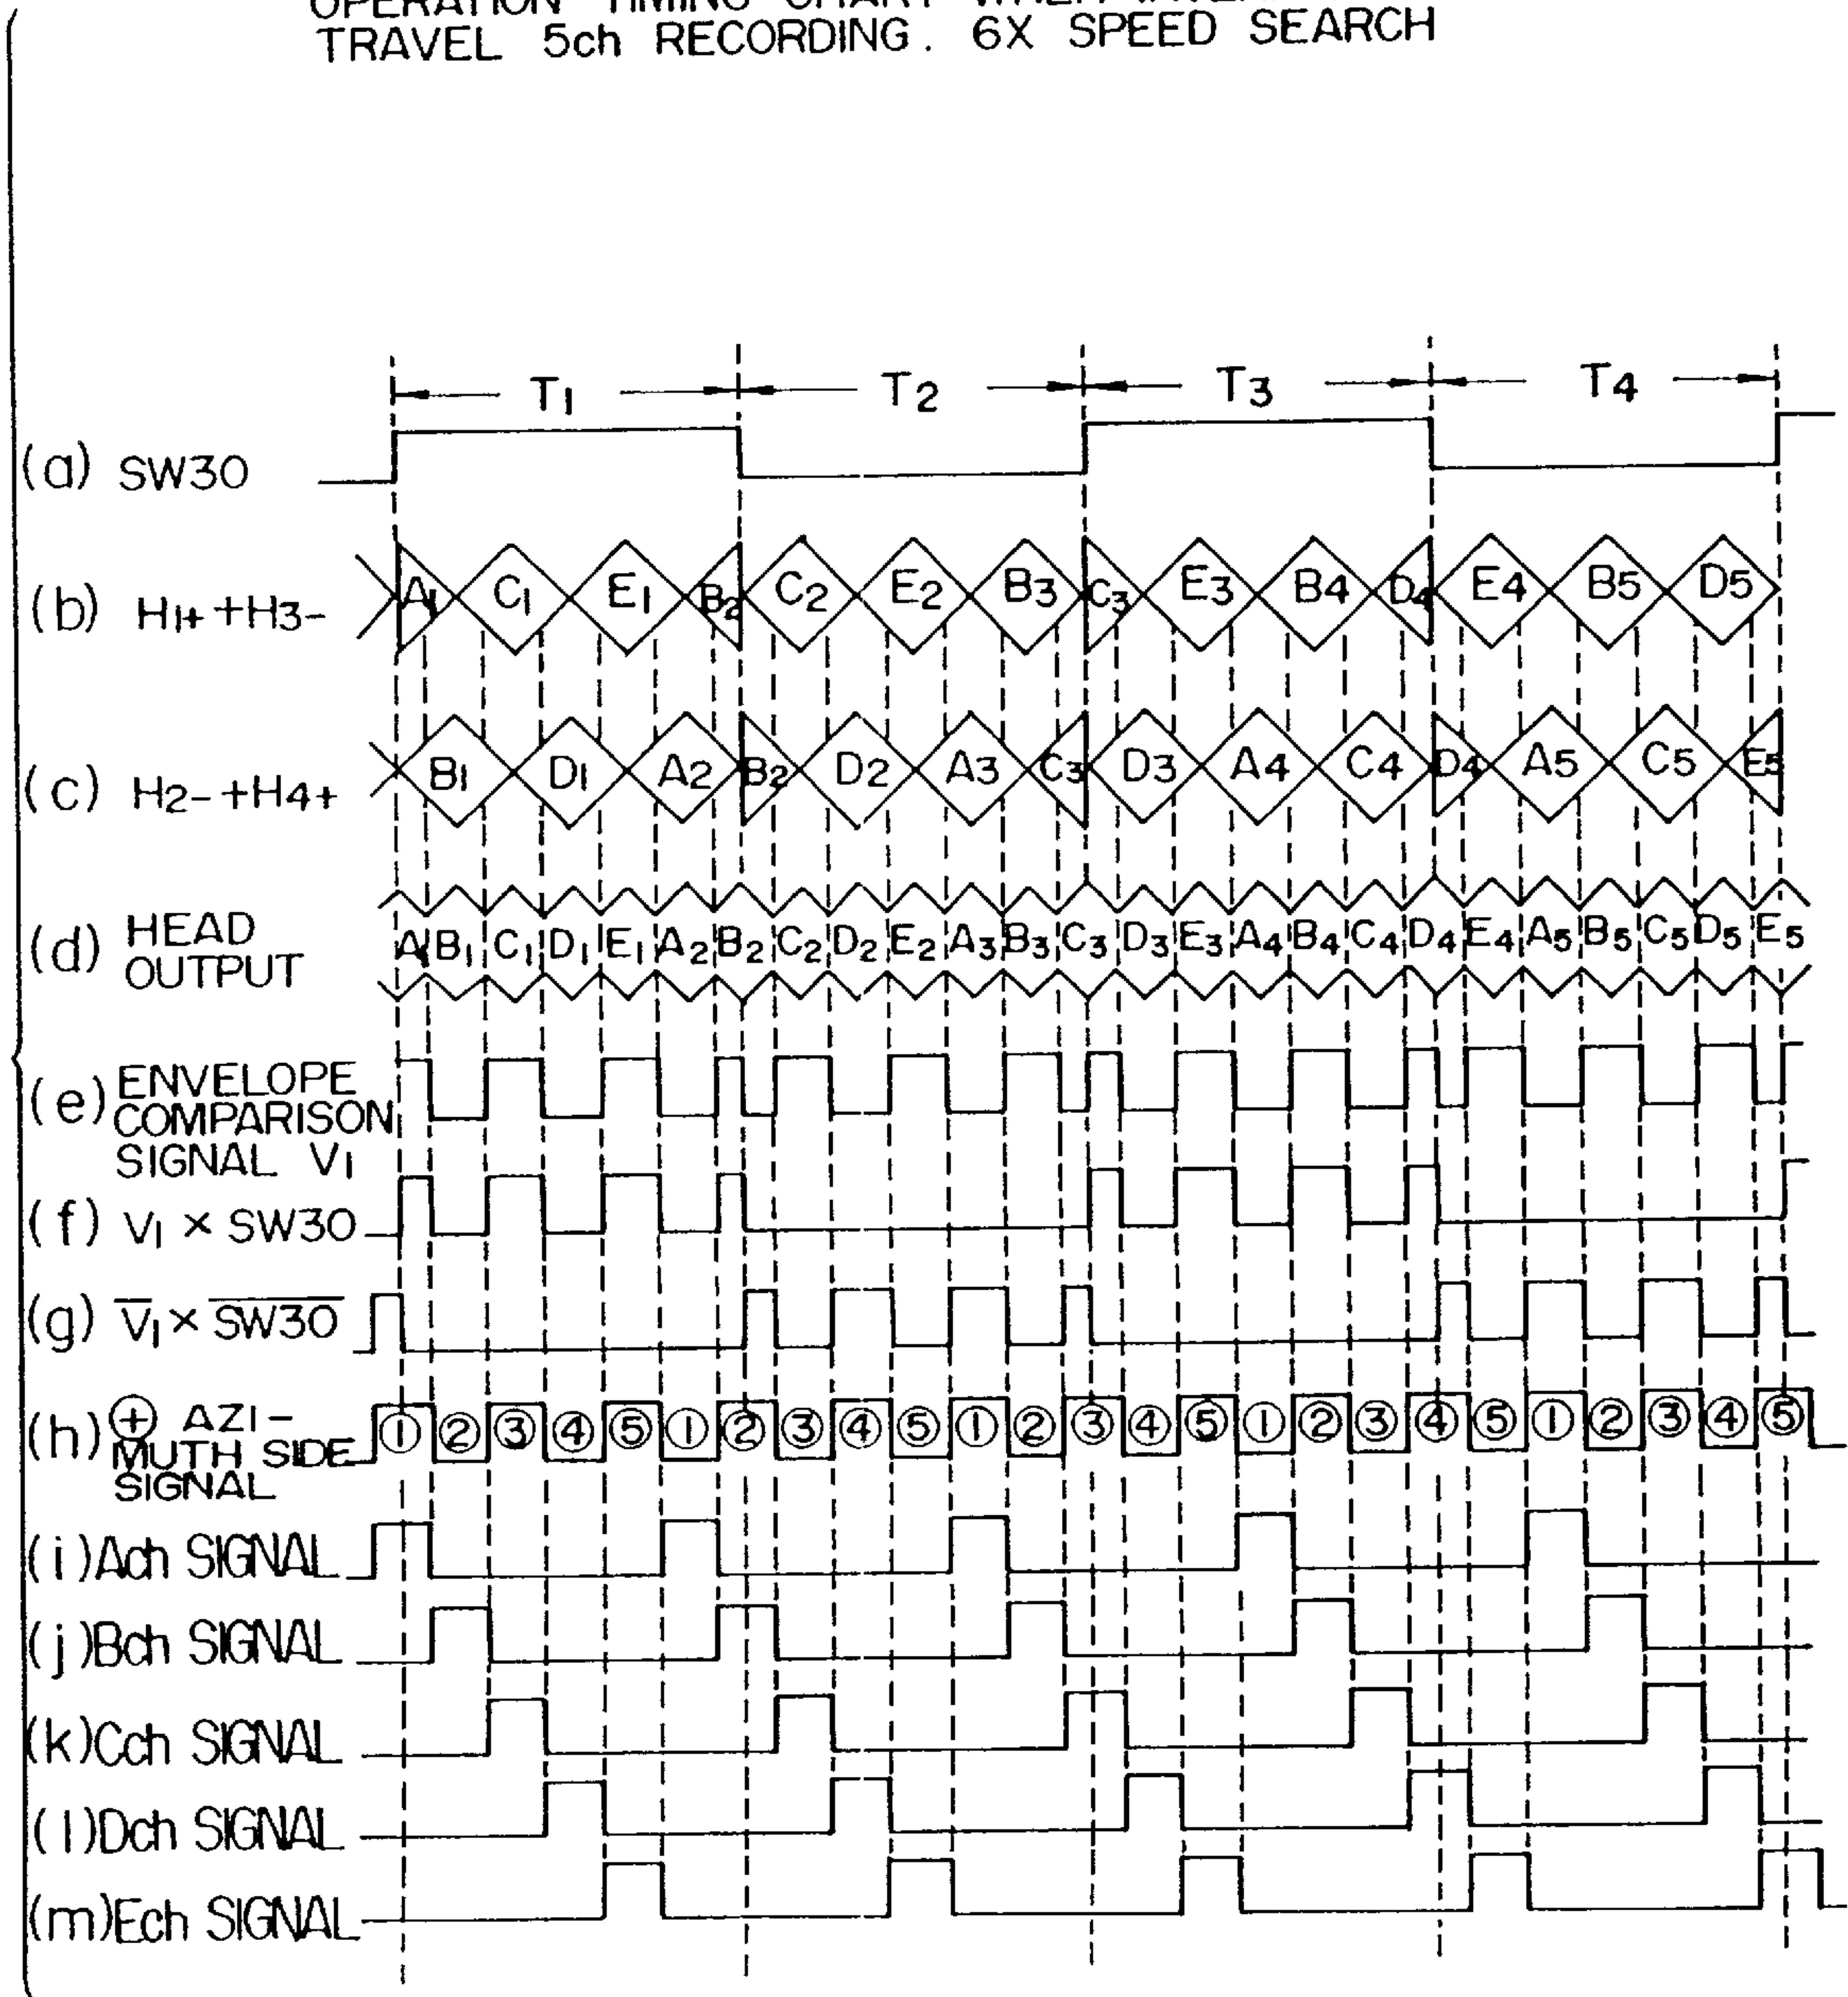 TRAVEL 5ch RECORDING. 6X SPEED SEARCH
T1 T2 T3 T4
(a) SW30
(b) H1+ +H3-
A1 C1 E1 B2 C2 E2 B3 C3 E3 B4 D4 E4 B5 D5
(c) H2- +H4+
B1 D1 A2 B2 D2 A3 C3 D3 A4 C4 D4 A5 C5 E5
(d) HEAD
OUTPUT
A1 B1 C1 D1 E1 A2 B2 C2 D2 E2 A3 B3 C3 D3 E3 A4 B4 C4 D4 E4 A5 B5 C5 D5 E5
(e) ENVELOPE
COMPARISON
SIGNAL V1
(f) V1 × SW30
(g) V̅1 × S̅W̅3̅0̅
(h) ⊕ AZI-
MUTH SIDE
SIGNAL
① ② ③ ④ ⑤ ① ② ③ ④ ⑤ ① ② ③ ④ ⑤ ① ② ③ ④ ⑤ ① ② ③ ④ ⑤
(i) Ach SIGNAL
(j) Bch SIGNAL
(k) Cch SIGNAL
(l) Dch SIGNAL
(m) Ech SIGNAL